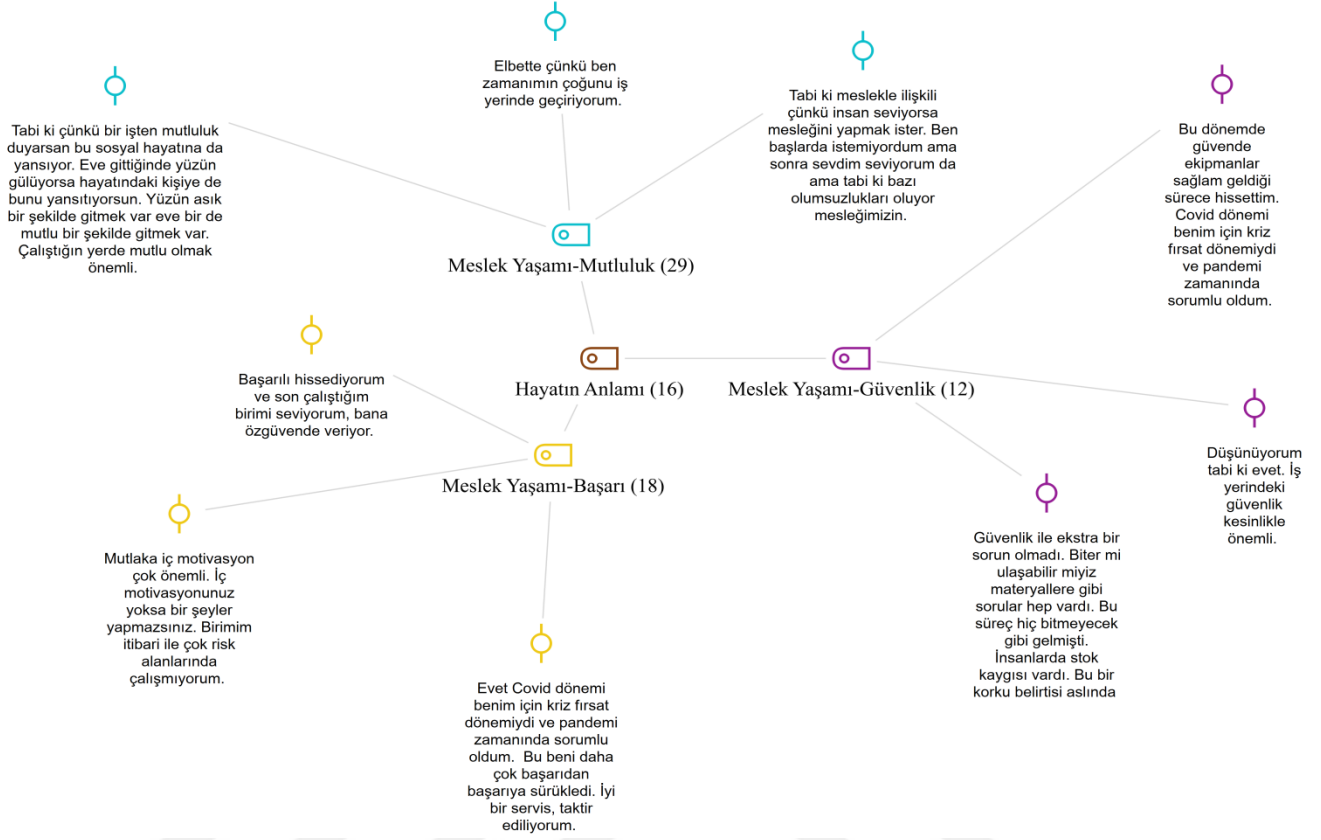 Elbette çünkü ben
zamanımın çoğunu iş
yerinde geçiriyorum.
Tabi ki çünkü bir işten mutluluk
duyarsan bu sosyal hayatına da
yansıyor. Eve gittiğinde yüzün
gülüyorsa hayatındaki kişiye de
bunu yansıtıyorsun. Yüzün asık
bir şekilde gitmek var eve bir de
mutlu bir şekilde gitmek var.
Çalıştığın yerde mutlu olmak
önemli.
Tabi ki meslekle ilişkili
çünkü insan seviyorsa
mesleğini yapmak ister. Ben
başlarda istemiyordum ama
sonra sevdim seviyorum da
ama tabi ki bazı
olumsuzlukları oluyor
mesleğimizin.
Bu dönemde
güvende
ekipmanlar
sağlam geldiği
sürece hissettim.
Covid dönemi
benim için kriz
fırsat dönemiydi
ve pandemi
zamanında
sorumlu oldum.
Meslek Yaşamı-Mutluluk (29)
Hayatın Anlamı (16)
Meslek Yaşamı-Güvenlik (12)
Başarılı hissediyorum
ve son çalıştığım
birimi seviyorum, bana
özgüvende veriyor.
Meslek Yaşamı-Başarı (18)
Düşünüyorum
tabi ki evet. İş
yerindeki
güvenlik
kesinlikle
önemli.
Mutlaka iç motivasyon
çok önemli. İç
motivasyonunuz
yoksa bir şeyler
yapmazsınız. Birimim
itibari ile çok risk
alanlarında
çalışmıyorum.
Güvenlik ile ekstra bir
sorun olmadı. Biter mi
ulaşabilir miyiz
materyallere gibi
sorular hep vardı. Bu
süreç hiç bitmeyecek
gibi gelmişti.
İnsanlarda stok
kaygısı vardı. Bu bir
korku belirtisi aslında
Evet Covid dönemi
benim için kriz fırsat
dönemiydi ve pandemi
zamanında sorumlu
oldum.  Bu beni daha
çok başarıdan
başarıya sürükledi. İyi
bir servis, taktir
ediliyorum.